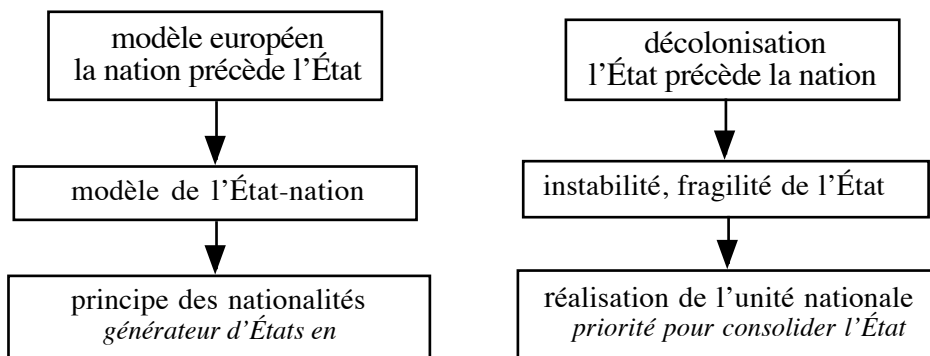 modèle européen
la nation précède l’État
modèle de l’État-nation
principe des nationalités
générateur d’États en
décolonisation
l’État précède la nation
instabilité, fragilité de l’État
réalisation de l’unité nationale
priorité pour consolider l’État